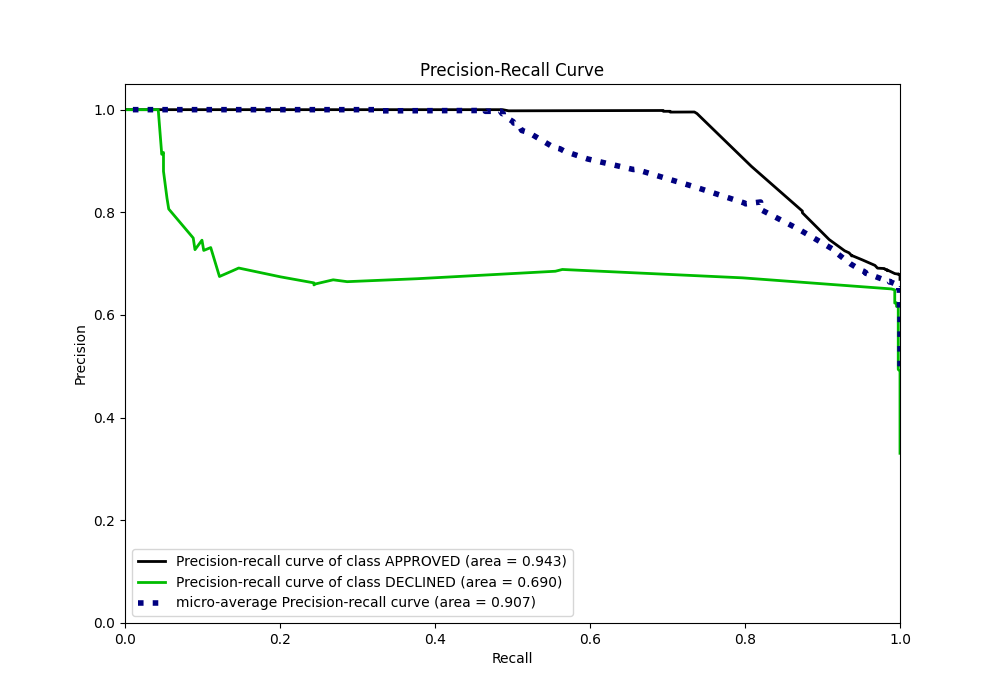 Precision-Recall Curve
1.0
0.8
0.6
0.4
0.2
0.0
Precision
Precision-recall curve of class APPROVED (area = 0.943)
Precision-recall curve of class DECLINED (area = 0.690)
micro-average Precision-recall curve (area = 0.907)
0.0 0.2 0.4 0.6 0.8 1.0
Recall